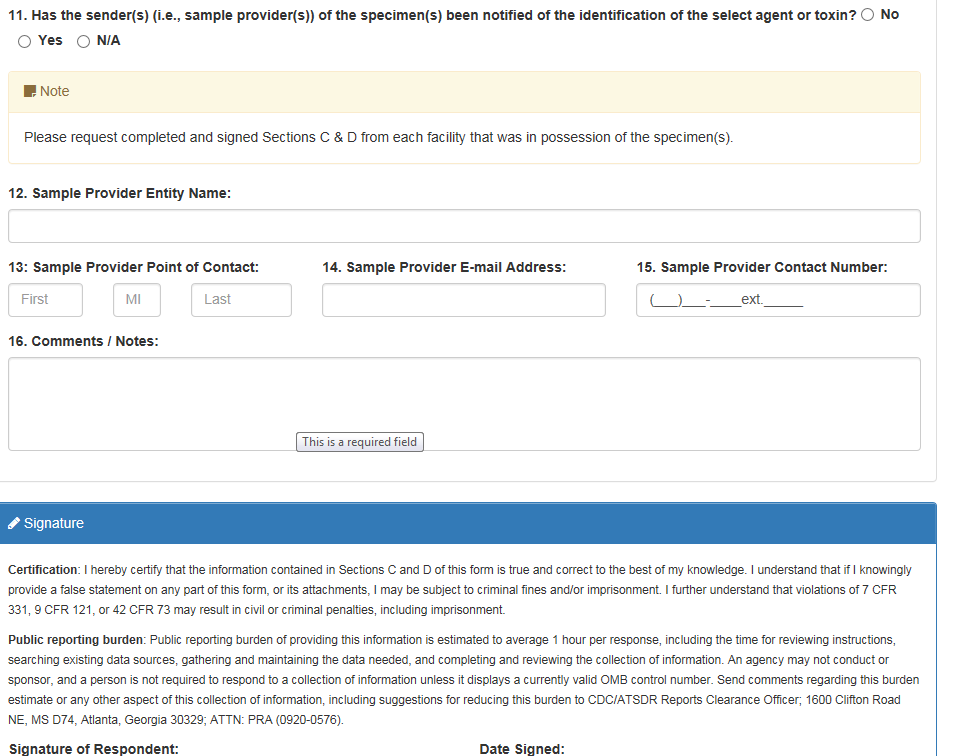 11. Has the sender(s) (i.e., sample provider(s)) of the specimen(s) been notified of the identification of the select agent or toxin? No
Yes N/A
Note
Please request completed and signed Sections C & D from each facility that was in possession of the specimen(s).
12. Sample Provider Entity Name:
13: Sample Provider Point of Contact: 14. Sample Provider E-mail Address: 15. Sample Provider Contact Number:
First MI Last (___)___-____ext._____
16. Comments / Notes:
This is a required field
Signature
Certification: I hereby certify that the information contained in Sections C and D of this form is true and correct to the best of my knowledge. I understand that if I knowingly
provide a false statement on any part of this form, or its attachments, I may be subject to criminal fines and/or imprisonment. I further understand that violations of 7 CFR
331, 9 CFR 121, or 42 CFR 73 may result in civil or criminal penalties, including imprisonment.
Public reporting burden: Public reporting burden of providing this information is estimated to average 1 hour per response, including the time for reviewing instructions,
searching existing data sources, gathering and maintaining the data needed, and completing and reviewing the collection of information. An agency may not conduct or
sponsor, and a person is not required to respond to a collection of information unless it displays a currently valid OMB control number. Send comments regarding this burden
estimate or any other aspect of this collection of information, including suggestions for reducing this burden to CDC/ATSDR Reports Clearance Officer; 1600 Clifton Road
NE, MS D74, Atlanta, Georgia 30329; ATTN: PRA (0920-0576).
Signature of Respondent: Date Signed: